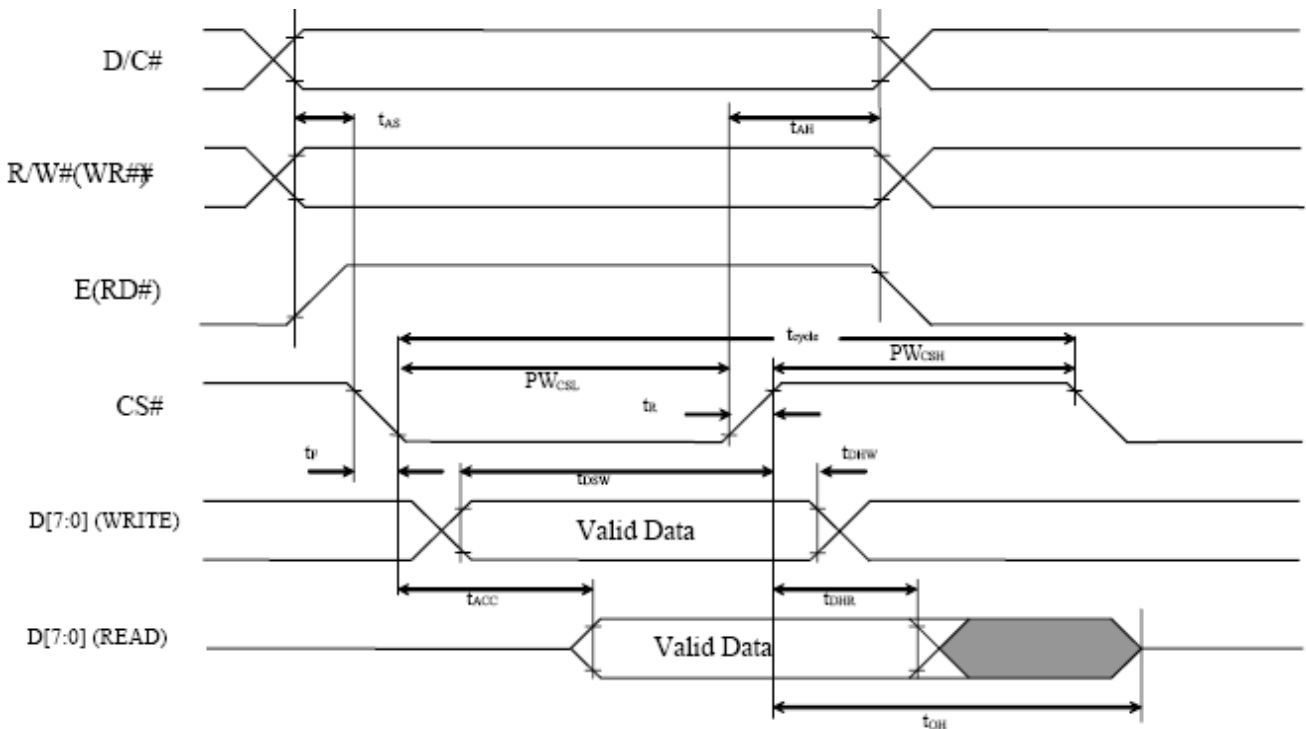 D/C#
tAS
tAH
R/W#(WR#)
E(RD#)
tcycle
PWCSH
PWCSL
CS#
tR
tF
tDSW
tDHW
D[7:0] (WRITE)
Valid Data
tACC
tDHR
D[7:0] (READ)
Valid Data
tOH